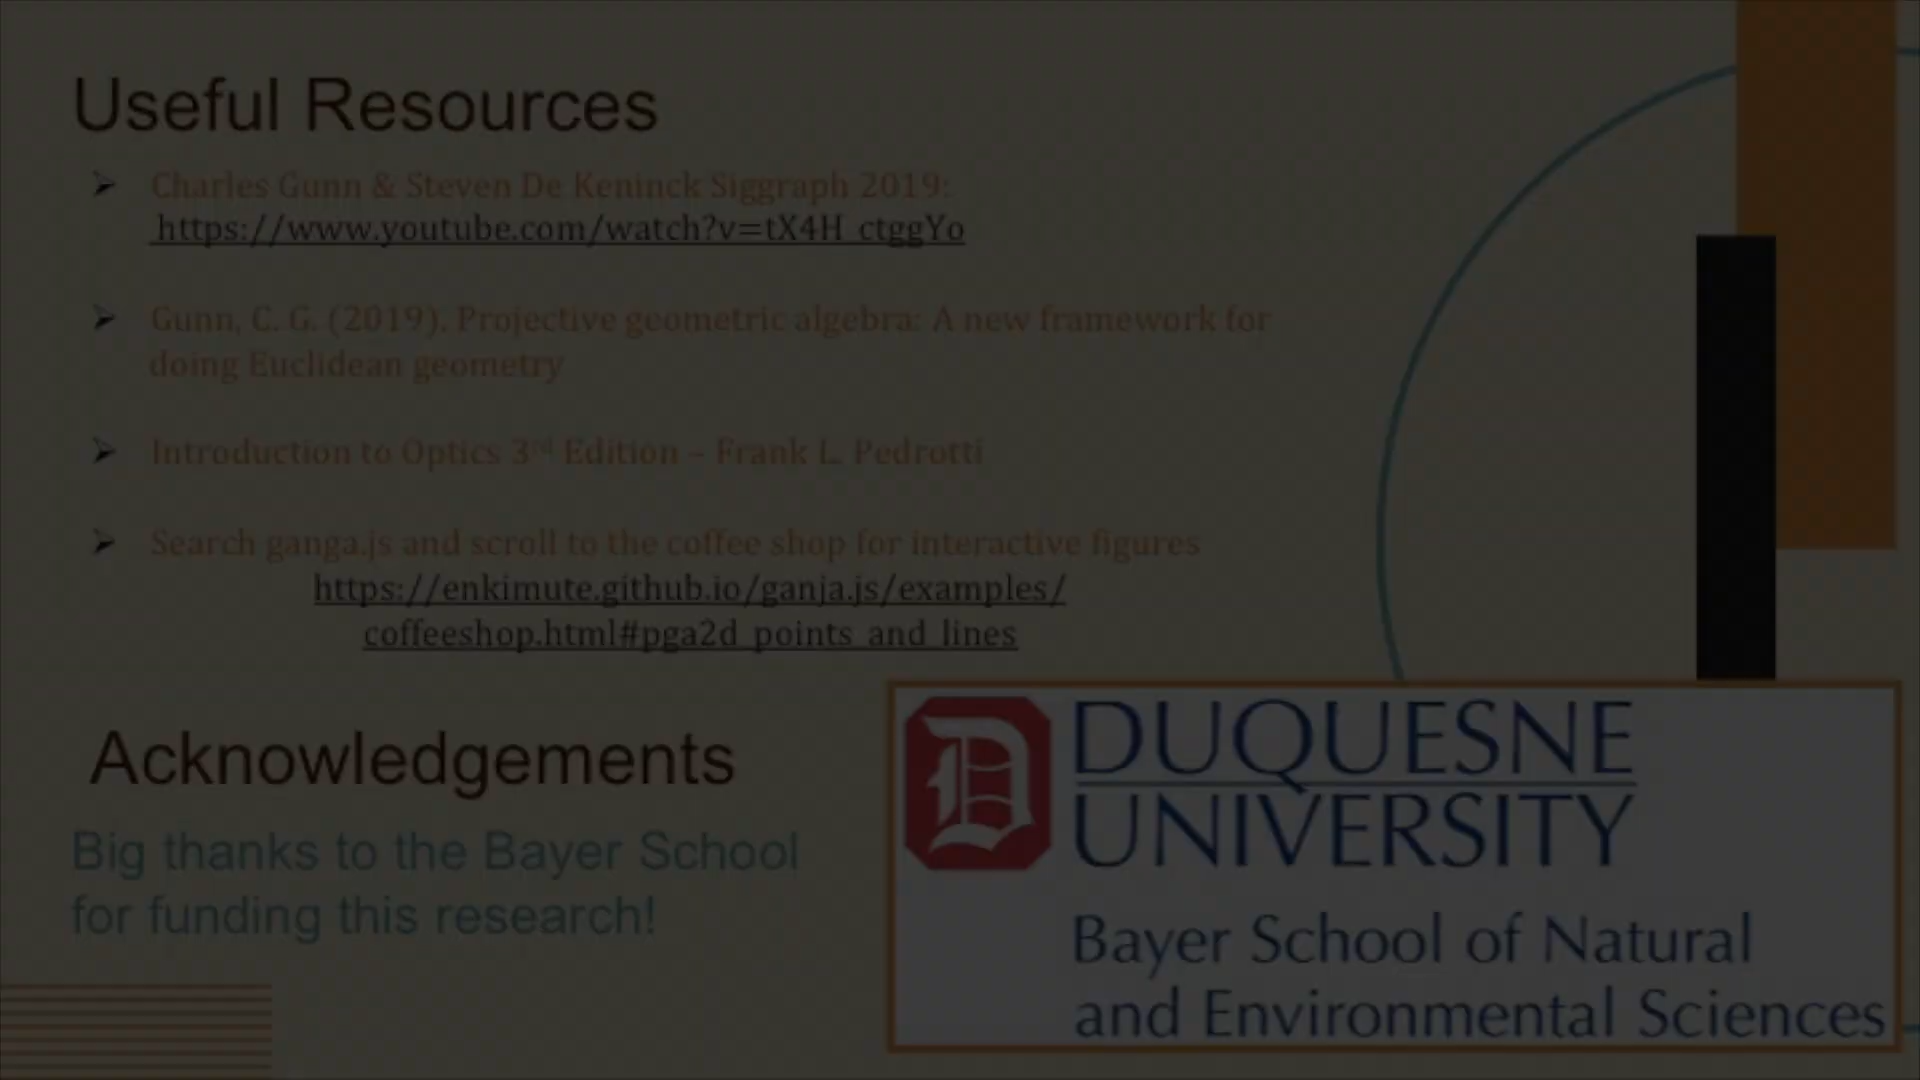 Useful Resources
➤ Charles Gunn & Steven De Keninck Siggraph 2019:
https://www.youtube.com/watch?v=tX4H_ctggYo
➤ Gunn, C. G. (2019). Projective geometric algebra: A new framework for
doing Euclidean geometry
➤ Introduction to Optics 3rd Edition – Frank L. Pedrotti
➤ Search ganga.js and scroll to the coffee shop for interactive figures
https://enkimute.github.io/ganja.js/examples/
coffeeshop.html#pga2d_points_and_lines
Acknowledgements
Big thanks to the Bayer School
for funding this research!
D
DUQUESNE
UNIVERSITY
Bayer School of Natural
and Environmental Sciences